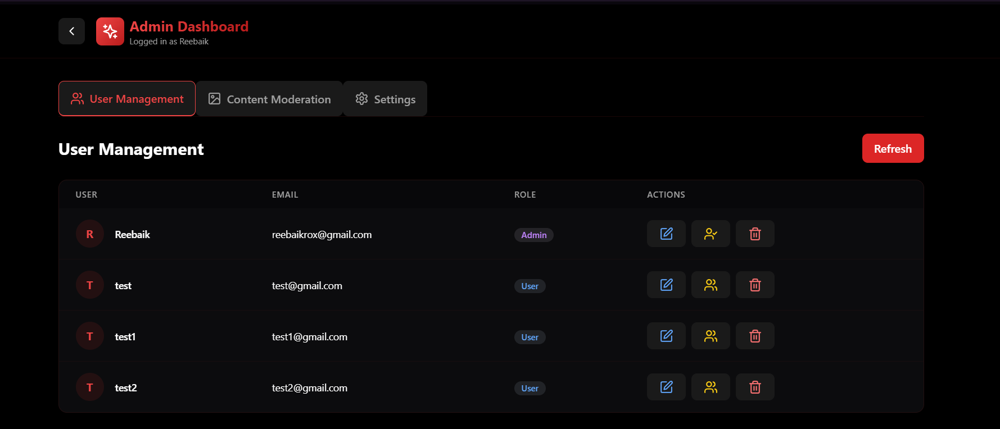 Admin Dashboard
Logged in as Reebaik
User Management
Content Moderation
Settings
User Management
Refresh
USER EMAIL ROLE ACTIONS
R Reebaik reebaikrox@gmail.com Admin
T test test@gmail.com User
T test1 test1@gmail.com User
T test2 test2@gmail.com User